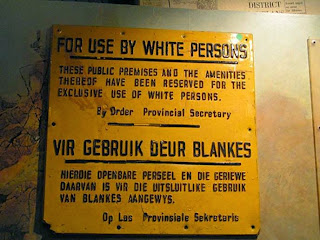 DISTRICT
FOR USE BY WHITE PERSONS
THESE PUBLIC PREMISES AND THE AMENITIES
THEREOF HAVE BEEN RESERVED FOR THE
EXCLUSIVE USE OF WHITE PERSONS.
By Order Provincial Secretary
VIR GEBRUIK DEUR BLANKES
HIERDIE OPENBARE PERSEEL EN DIE GERIEWE
DAARVAN IS VIR DIE UITSLUITLIKE GEBRUIK
VAN BLANKES AANGEWYS.
Op Las Provinsiale Sekretaris